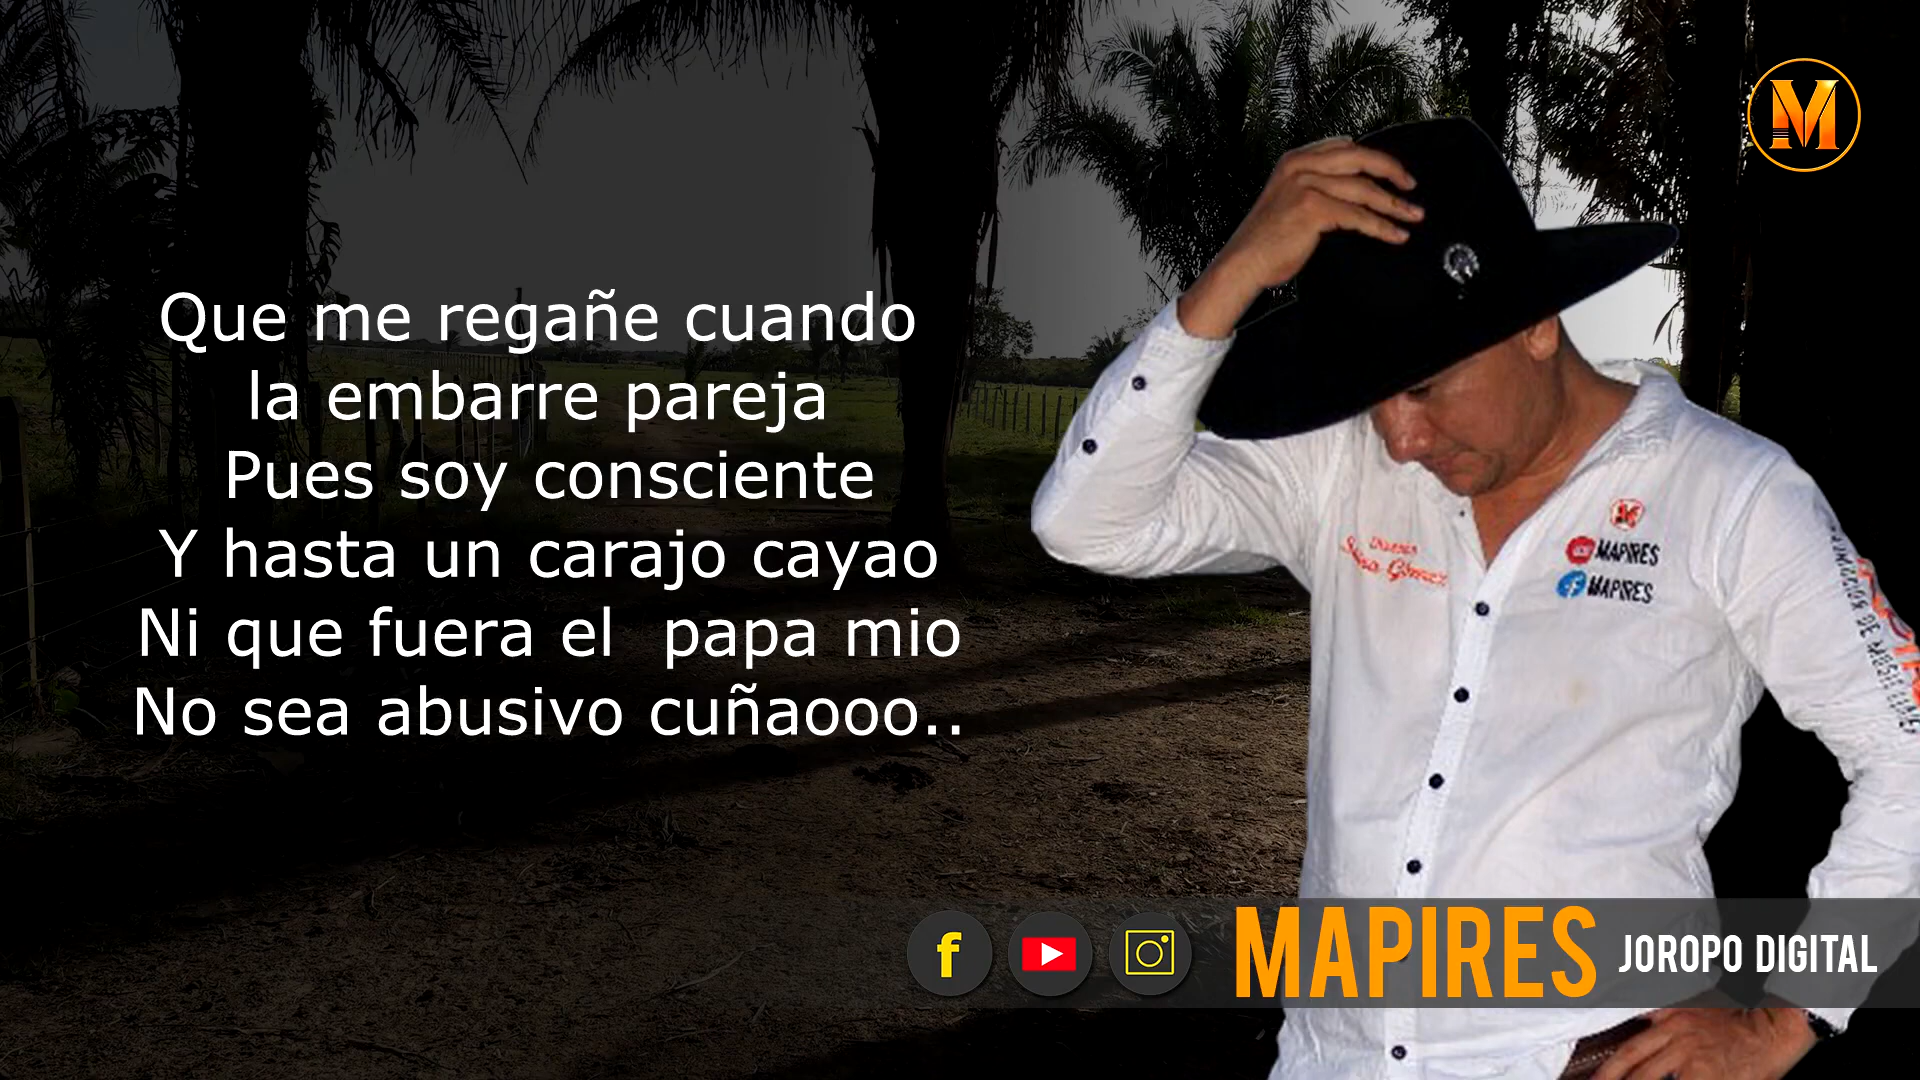 M
Que me regañe cuando
la embarre pareja
Pues soy consciente
Y hasta un carajo cayao
Ni que fuera el  papa mio
No sea abusivo cuñaooo..
M
MAPIRES
MAPIRES
Gómez
MAPIRES JOROPO DIGITAL